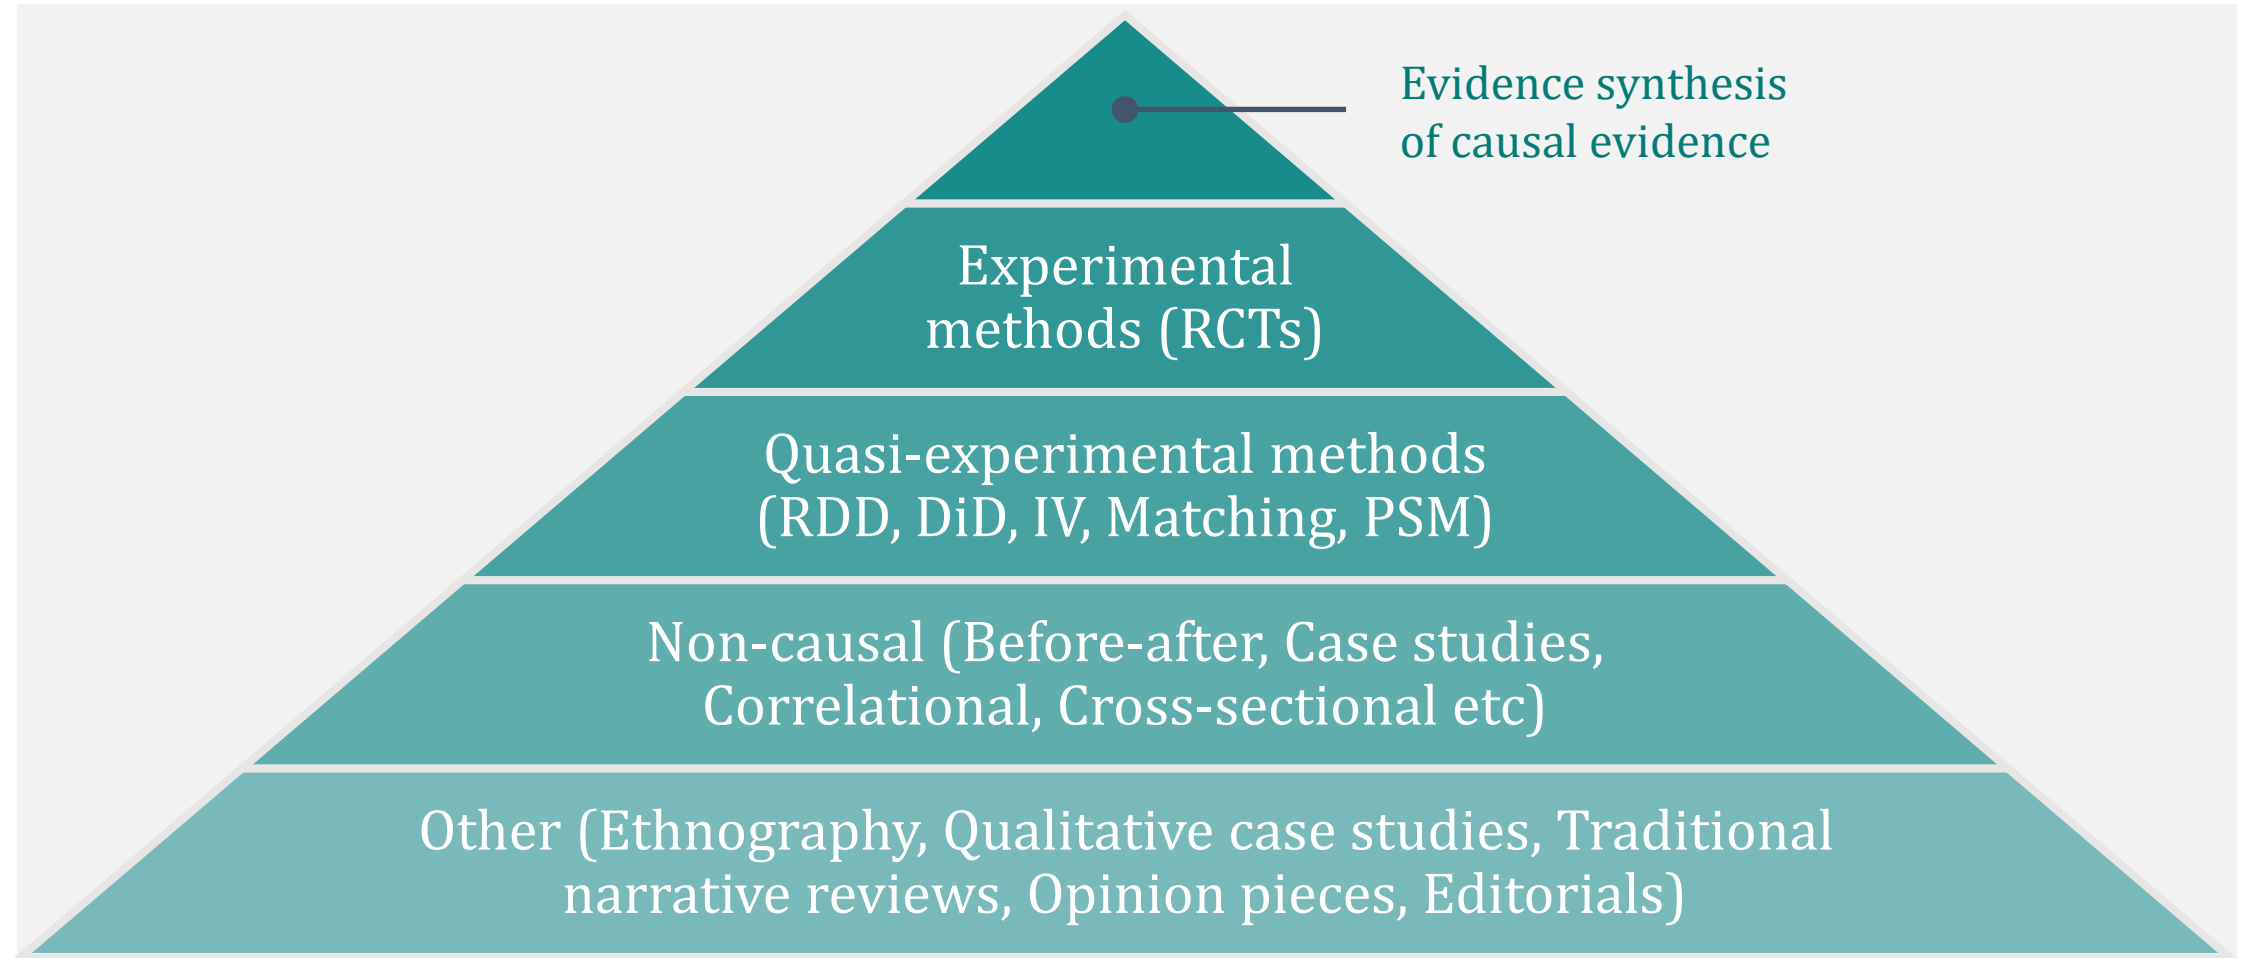 Evidence synthesis
of causal evidence
Experimental
methods (RCTs)
Quasi-experimental methods
(RDD, DiD, IV, Matching, PSM)
Non-causal (Before-after, Case studies,
Correlational, Cross-sectional etc)
Other (Ethnography, Qualitative case studies, Traditional
narrative reviews, Opinion pieces, Editorials)